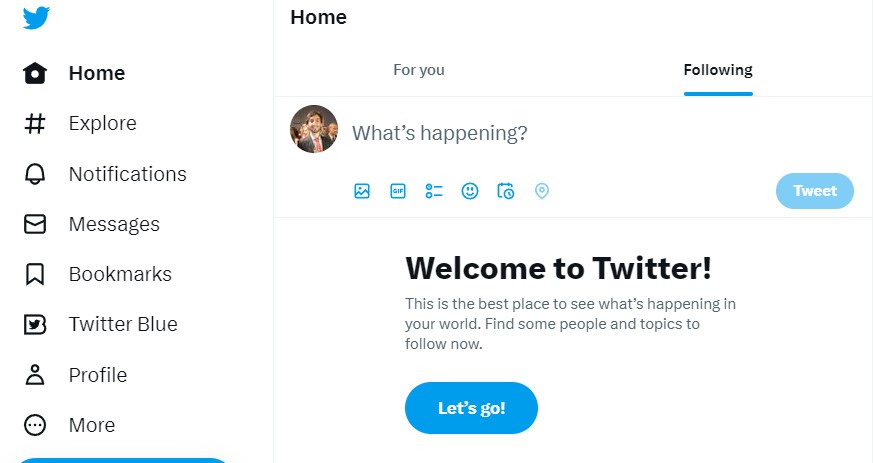 Home
Explore
Notifications
Messages
Bookmarks
Twitter Blue
Profile
More
Home
For you
Following
What’s happening?
GIF
Tweet
Welcome to Twitter!
This is the best place to see what’s happening in
your world. Find some people and topics to
follow now.
Let’s go!